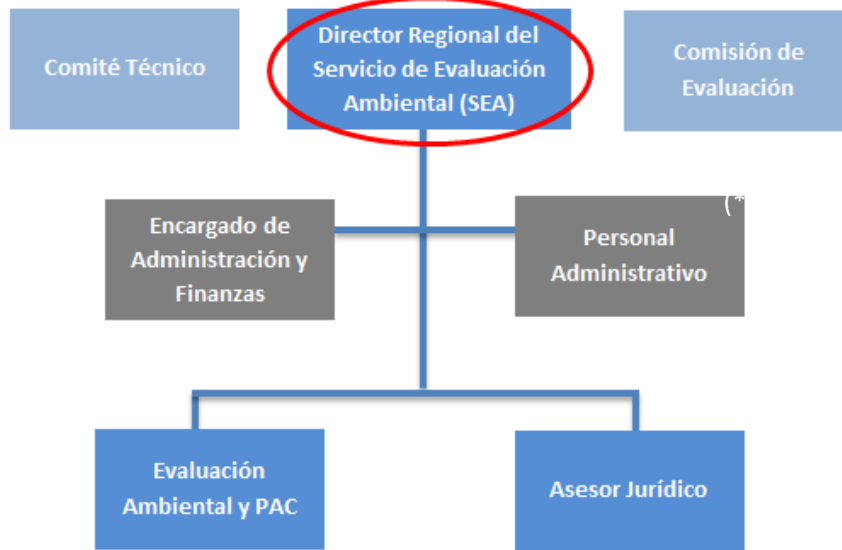 Comité Técnico
Director Regional del
Servicio de Evaluación
Ambiental (SEA)
Comisión de
Evaluación
Encargado de
Administración y
Finanzas
(*
Personal
Administrativo
Evaluación
Ambiental y PAC
Asesor Jurídico